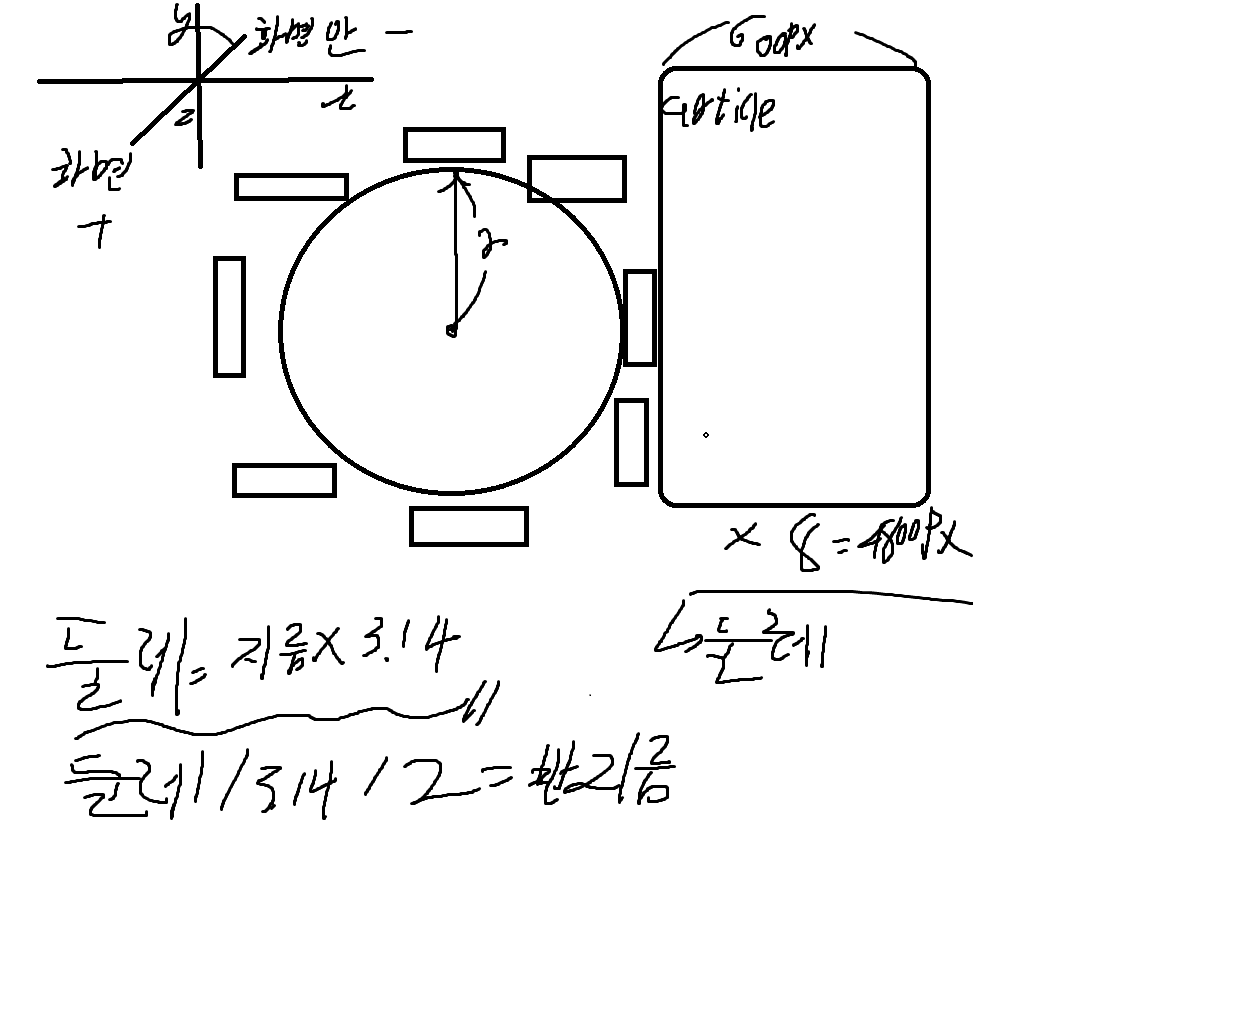 y
화면 안 -
x
z
화면
+
600px
article
r
x 8 = 4800px
둘레
둘레 = 지름 x 3.14
둘레 / 3.14 / 2 = 반지름